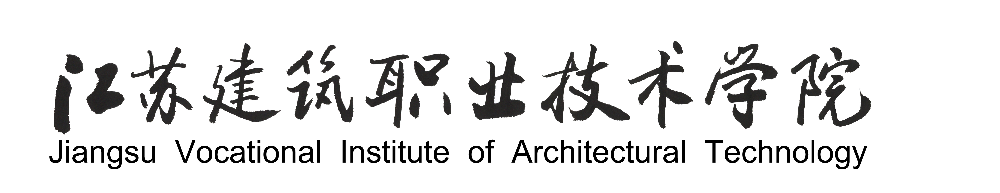 江苏建筑职业技术学院
Jiangsu Vocational Institute of Architectural Technology